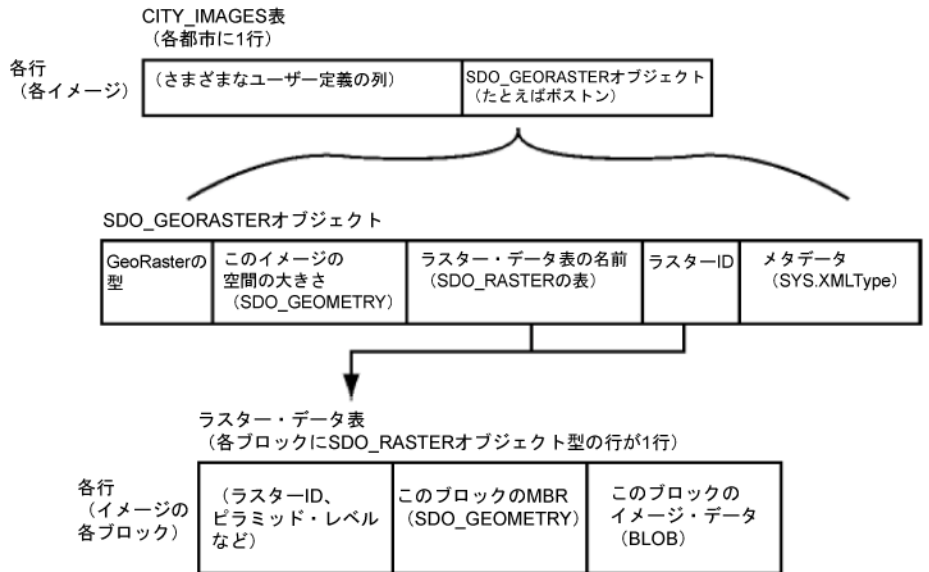 CITY_IMAGES表
（各都市に1行）
各行
（各イメージ）
（さまざまなユーザー定義の列）
SDO_GEORASTERオブジェクト
（たとえばボストン）
SDO_GEORASTERオブジェクト
GeoRasterの
型
このイメージの
空間の大きさ
（SDO_GEOMETRY）
ラスター・データ表の名前
（SDO_RASTERの表）
ラスターID
メタデータ
（SYS.XMLType）
ラスター・データ表
（各ブロックにSDO_RASTERオブジェクト型の行が1行）
各行
（イメージの
各ブロック）
（ラスターID、
ピラミッド・レベル
など）
このブロックのMBR
（SDO_GEOMETRY）
このブロックの
イメージ・データ
（BLOB）